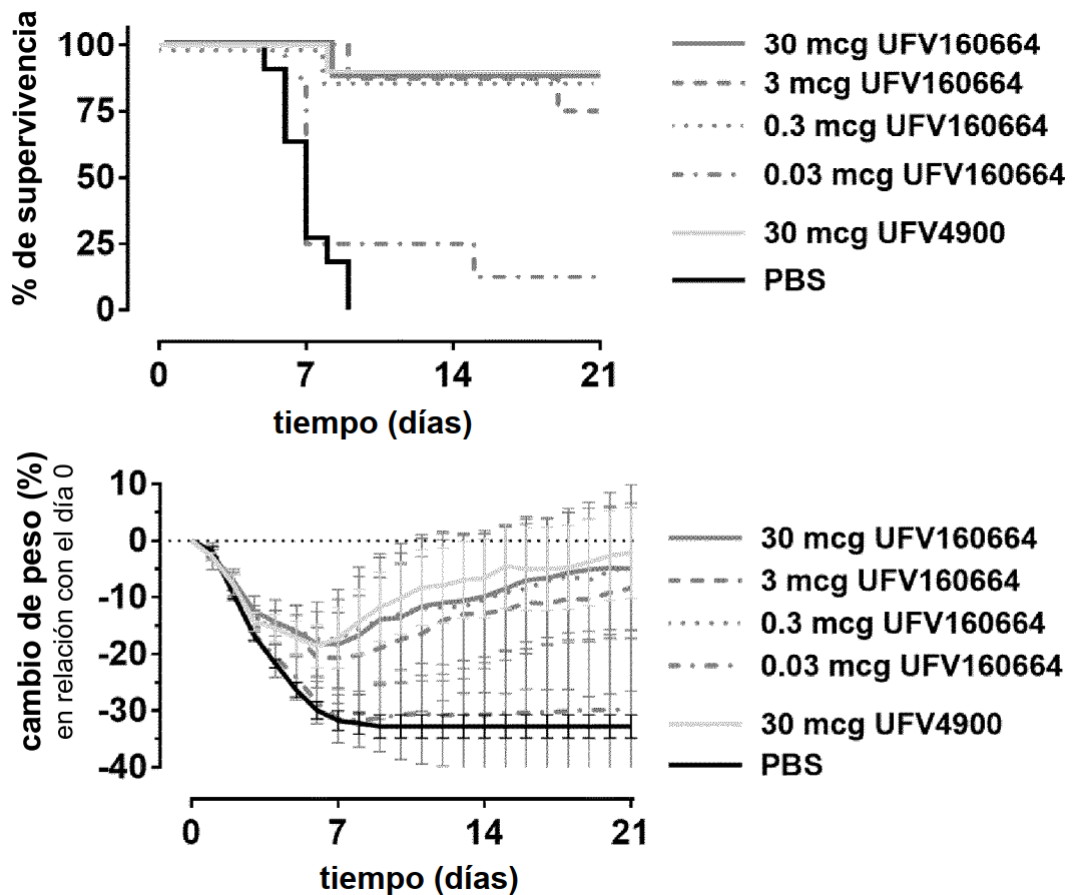 % de supervivencia
100
75
50
25
0
0 7 14 21
tiempo (días)
30 mcg UFV160664
3 mcg UFV160664
0.3 mcg UFV160664
0.03 mcg UFV160664
30 mcg UFV4900
PBS
cambio de peso (%)
en relación con el día 0
10
0
-10
-20
-30
-40
0 7 14 21
tiempo (días)
30 mcg UFV160664
3 mcg UFV160664
0.3 mcg UFV160664
0.03 mcg UFV160664
30 mcg UFV4900
PBS